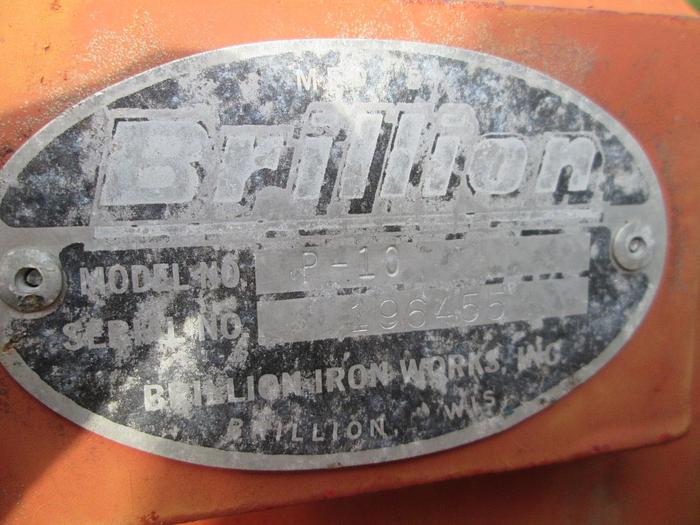 MFD. BY
Brillion
MODEL NO. P-10
SERIAL NO. 196455
BRILLION IRON WORKS, INC.
BRILLION, WIS.